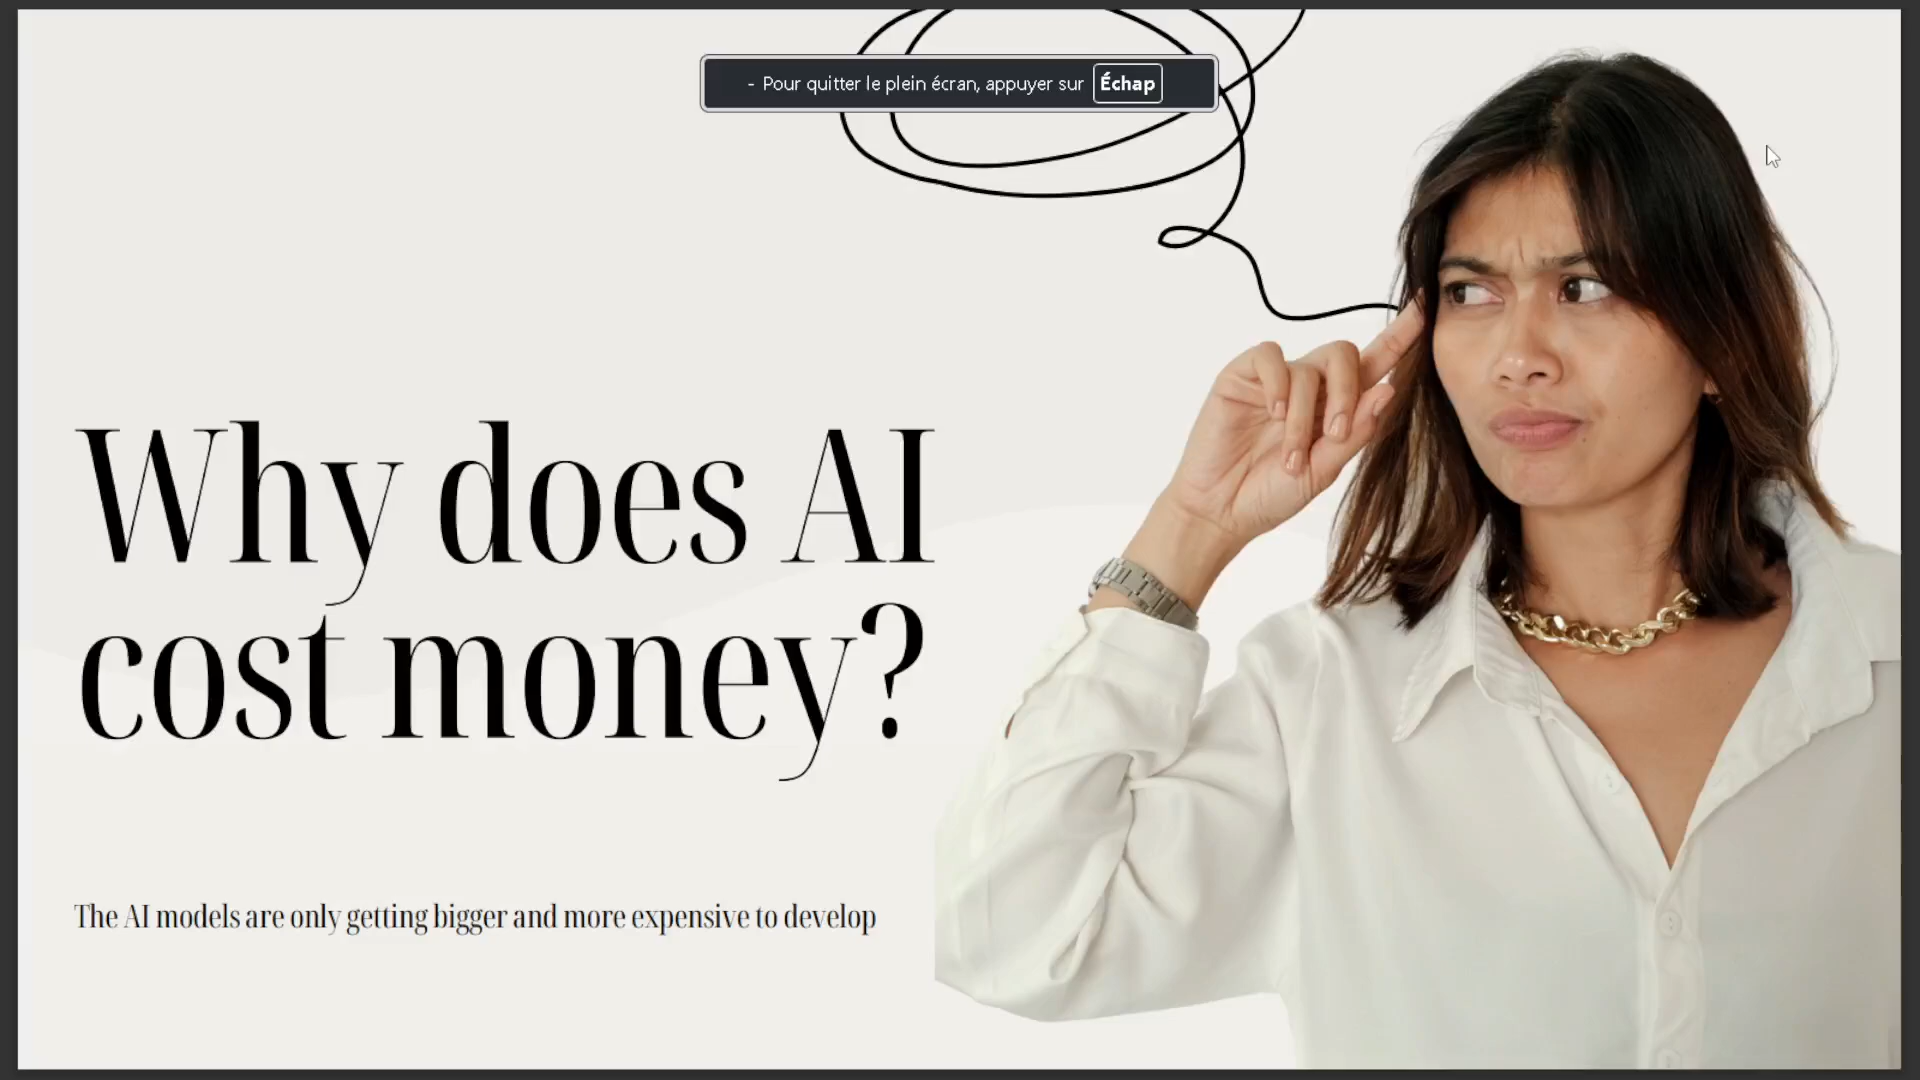 - Pour quitter le plein écran, appuyer sur Échap
Why does AI
cost money?
The AI models are only getting bigger and more expensive to develop